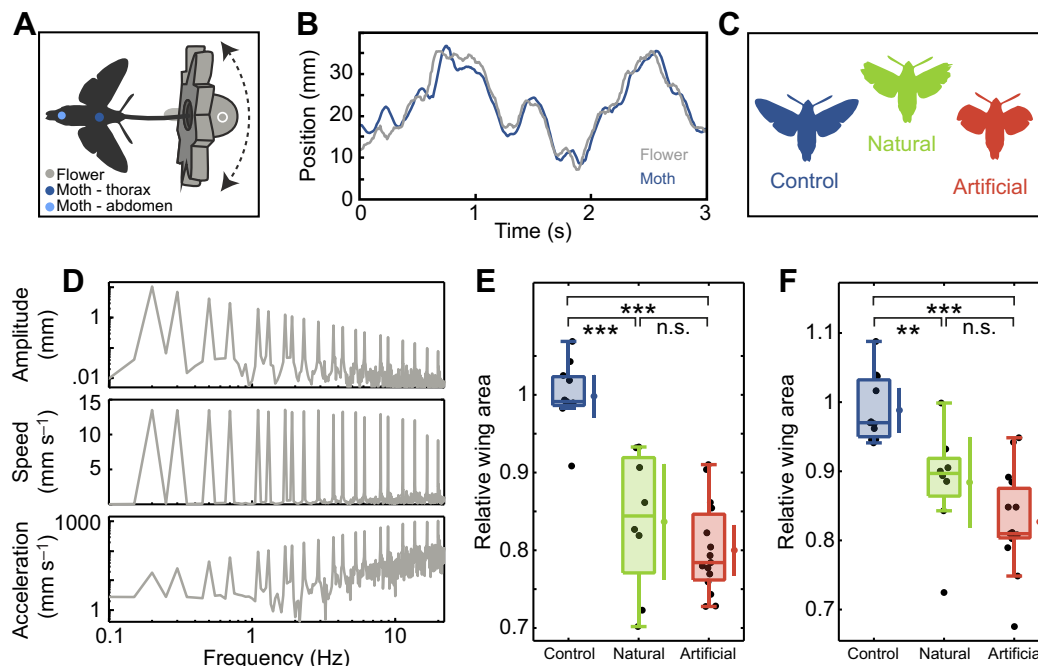 A
Flower
Moth - thorax
Moth - abdomen
B
Position (mm)
30
20
10
0
Flower
Moth
0 1 2 3
Time (s)
C
Control
Natural
Artificial
D
Amplitude
(mm)
1
.01
Speed
(mm s⁻¹)
15
10
5
Acceleration
(mm s⁻¹)
1000
1
0.1 1 10
Frequency (Hz)
E
Relative wing area
***
*** n.s.
1
0.9
0.8
0.7
Control Natural Artificial
F
Relative wing area
***
** n.s.
1.1
1
0.9
0.8
0.7
Control Natural Artificial